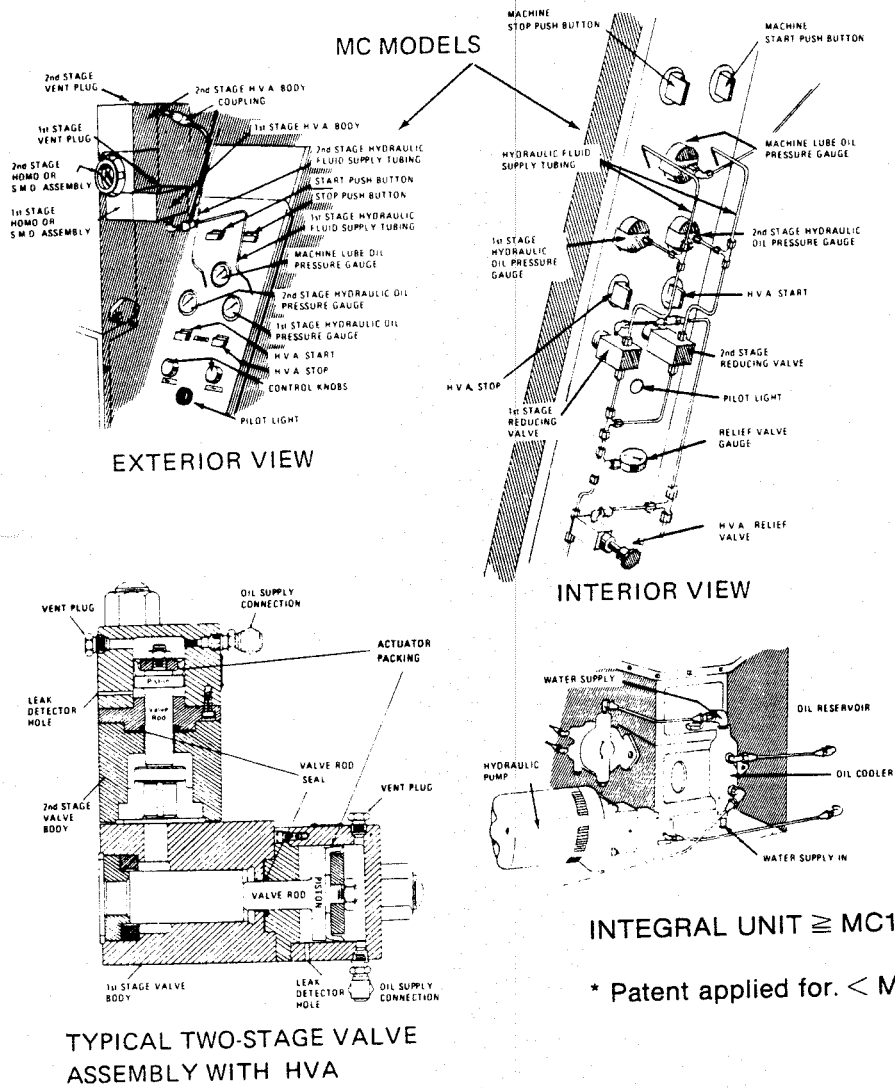 MC MODELS
2nd STAGE
VENT PLUG
2nd STAGE H.V.A. BODY
COUPLING
1st STAGE
VENT PLUG
1st STAGE H.V.A. BODY
2nd STAGE HYDRAULIC
FLUID SUPPLY TUBING
2nd STAGE
HOMO OR
S.M.D. ASSEMBLY
START PUSH BUTTON
STOP PUSH BUTTON
1st STAGE HYDRAULIC
FLUID SUPPLY TUBING
1st STAGE
HOMO OR
S.M.D. ASSEMBLY
MACHINE LUBE OIL
PRESSURE GAUGE
2nd STAGE HYDRAULIC OIL
PRESSURE GAUGE
1st STAGE HYDRAULIC OIL
PRESSURE GAUGE
H.V.A. START
H.V.A. STOP
CONTROL KNOBS
PILOT LIGHT
EXTERIOR VIEW
MACHINE
STOP PUSH BUTTON
MACHINE
START PUSH BUTTON
MACHINE LUBE OIL
PRESSURE GAUGE
HYDRAULIC FLUID
SUPPLY TUBING
1st STAGE
HYDRAULIC
OIL PRESSURE
GAUGE
2nd STAGE HYDRAULIC
OIL PRESSURE GAUGE
H.V.A. START
2nd STAGE
REDUCING VALVE
H.V.A. STOP
PILOT LIGHT
1st STAGE
REDUCING
VALVE
RELIEF VALVE
GAUGE
H.V.A. RELIEF
VALVE
INTERIOR VIEW
VENT PLUG
OIL SUPPLY
CONNECTION
ACTUATOR
PACKING
Piston
LEAK
DETECTOR
HOLE
VALVE
ROD
VALVE ROD
SEAL
VENT PLUG
2nd STAGE
VALVE
BODY
VALVE ROD
PISTON
1st STAGE VALVE
BODY
LEAK
DETECTOR
HOLE
OIL SUPPLY
CONNECTION
TYPICAL TWO-STAGE VALVE
ASSEMBLY WITH HVA
WATER SUPPLY
OIL RESERVOIR
HYDRAULIC
PUMP
OIL COOLER
WATER SUPPLY IN
INTEGRAL UNIT ≧ MC1
* Patent applied for. < M